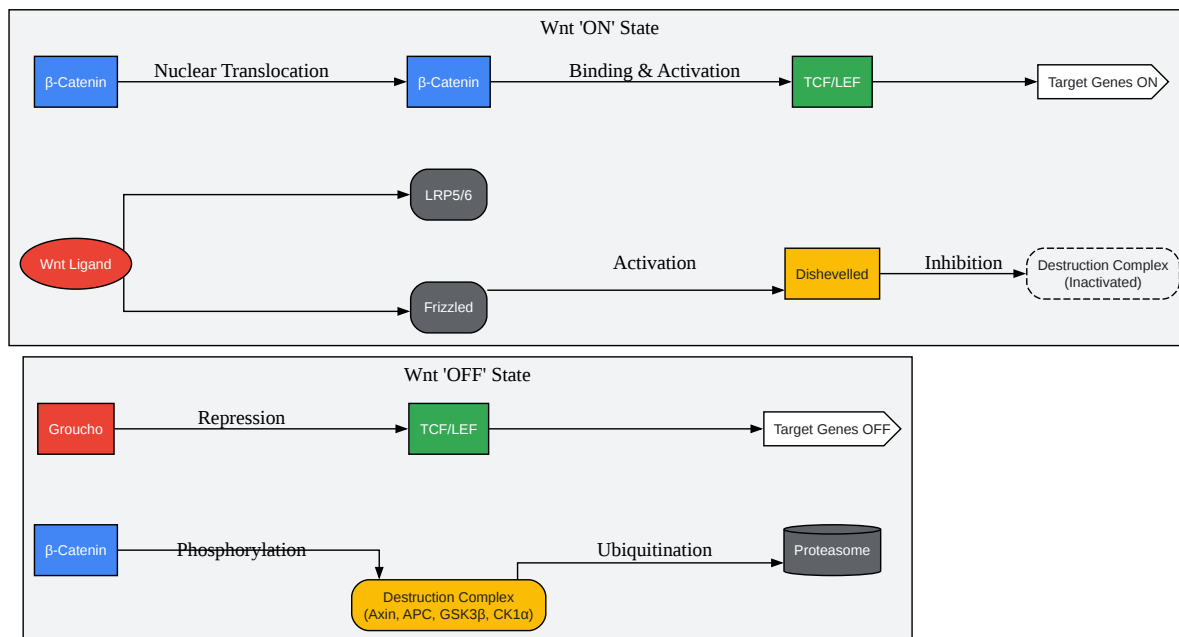 Wnt 'ON' State
β-Catenin
Nuclear Translocation
β-Catenin
Binding & Activation
TCF/LEF
Target Genes ON
LRP5/6
Wnt Ligand
Frizzled
Activation
Dishevelled
Inhibition
Destruction Complex
(Inactivated)
Wnt 'OFF' State
Groucho
Repression
TCF/LEF
Target Genes OFF
β-Catenin
Phosphorylation
Destruction Complex
(Axin, APC, GSK3β, CK1α)
Ubiquitination
Proteasome